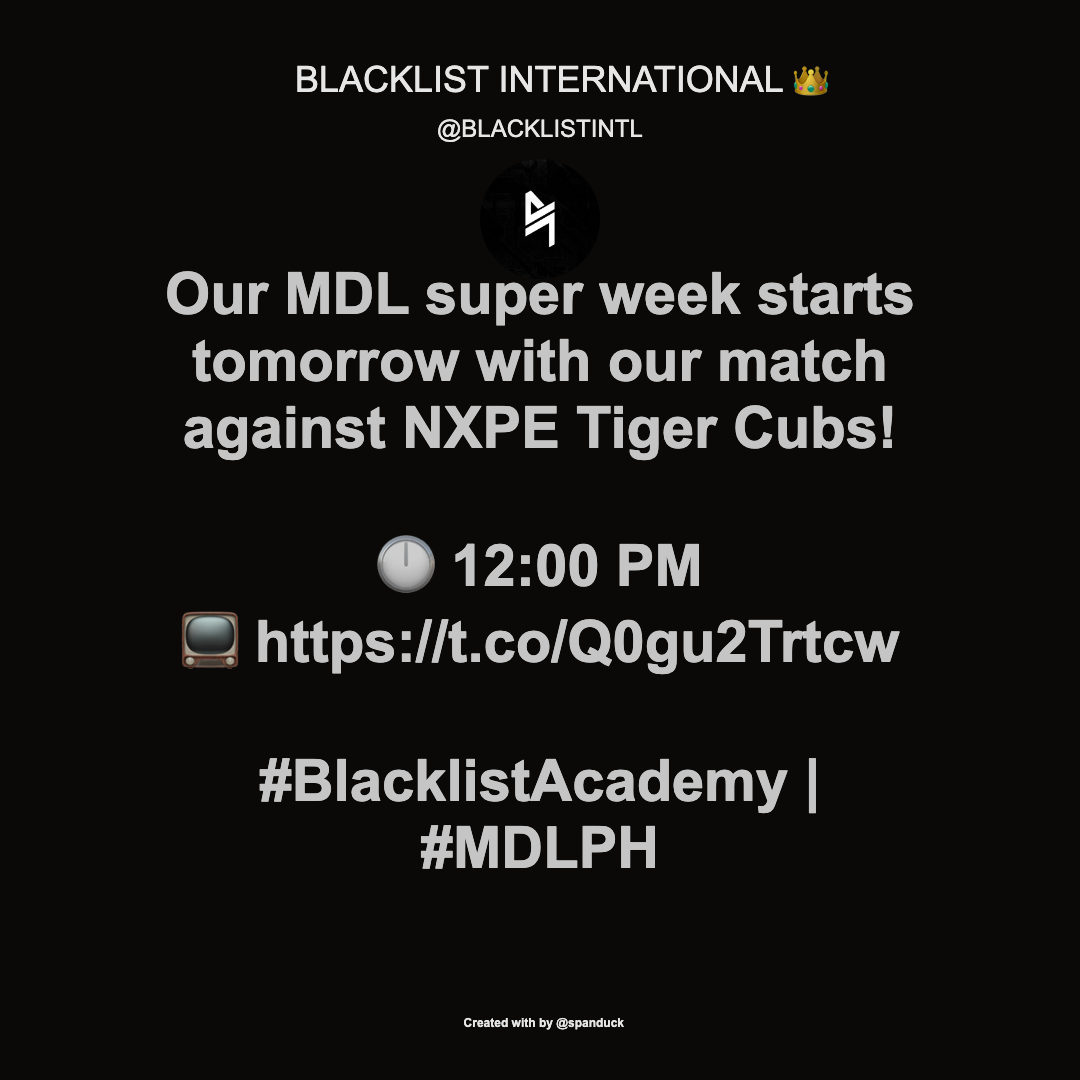 BLACKLIST INTERNATIONAL 👑
@BLACKLISTINTL
Our MDL super week starts
tomorrow with our match
against NXPE Tiger Cubs!
🕛 12:00 PM
📺 https://t.co/Q0gu2Trtcw
#BlacklistAcademy |
#MDLPH
Created with by @spanduck